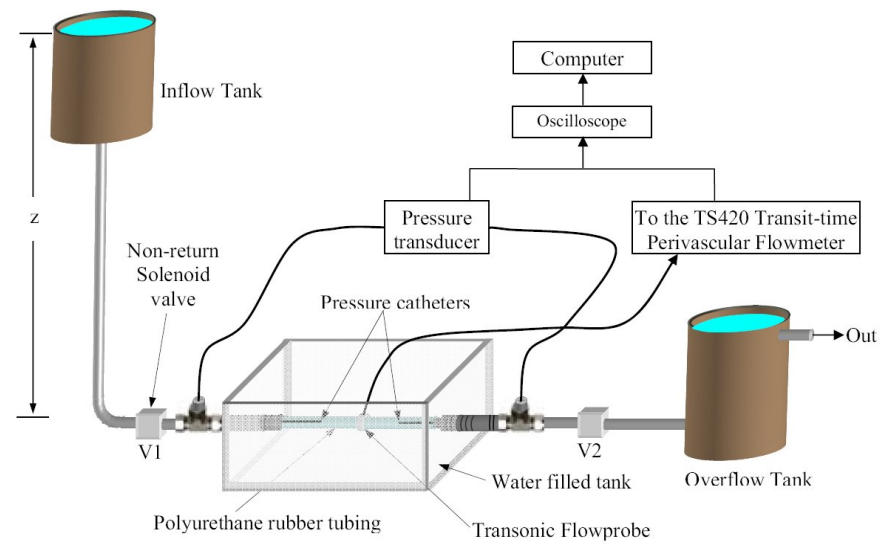 Computer
Inflow Tank
Oscilloscope
z
Pressure
transducer
To the TS420 Transit-time
Perivascular Flowmeter
Non-return
Solenoid
valve
Pressure catheters
Out
V1
V2
Water filled tank
Overflow Tank
Polyurethane rubber tubing
Transonic Flowprobe